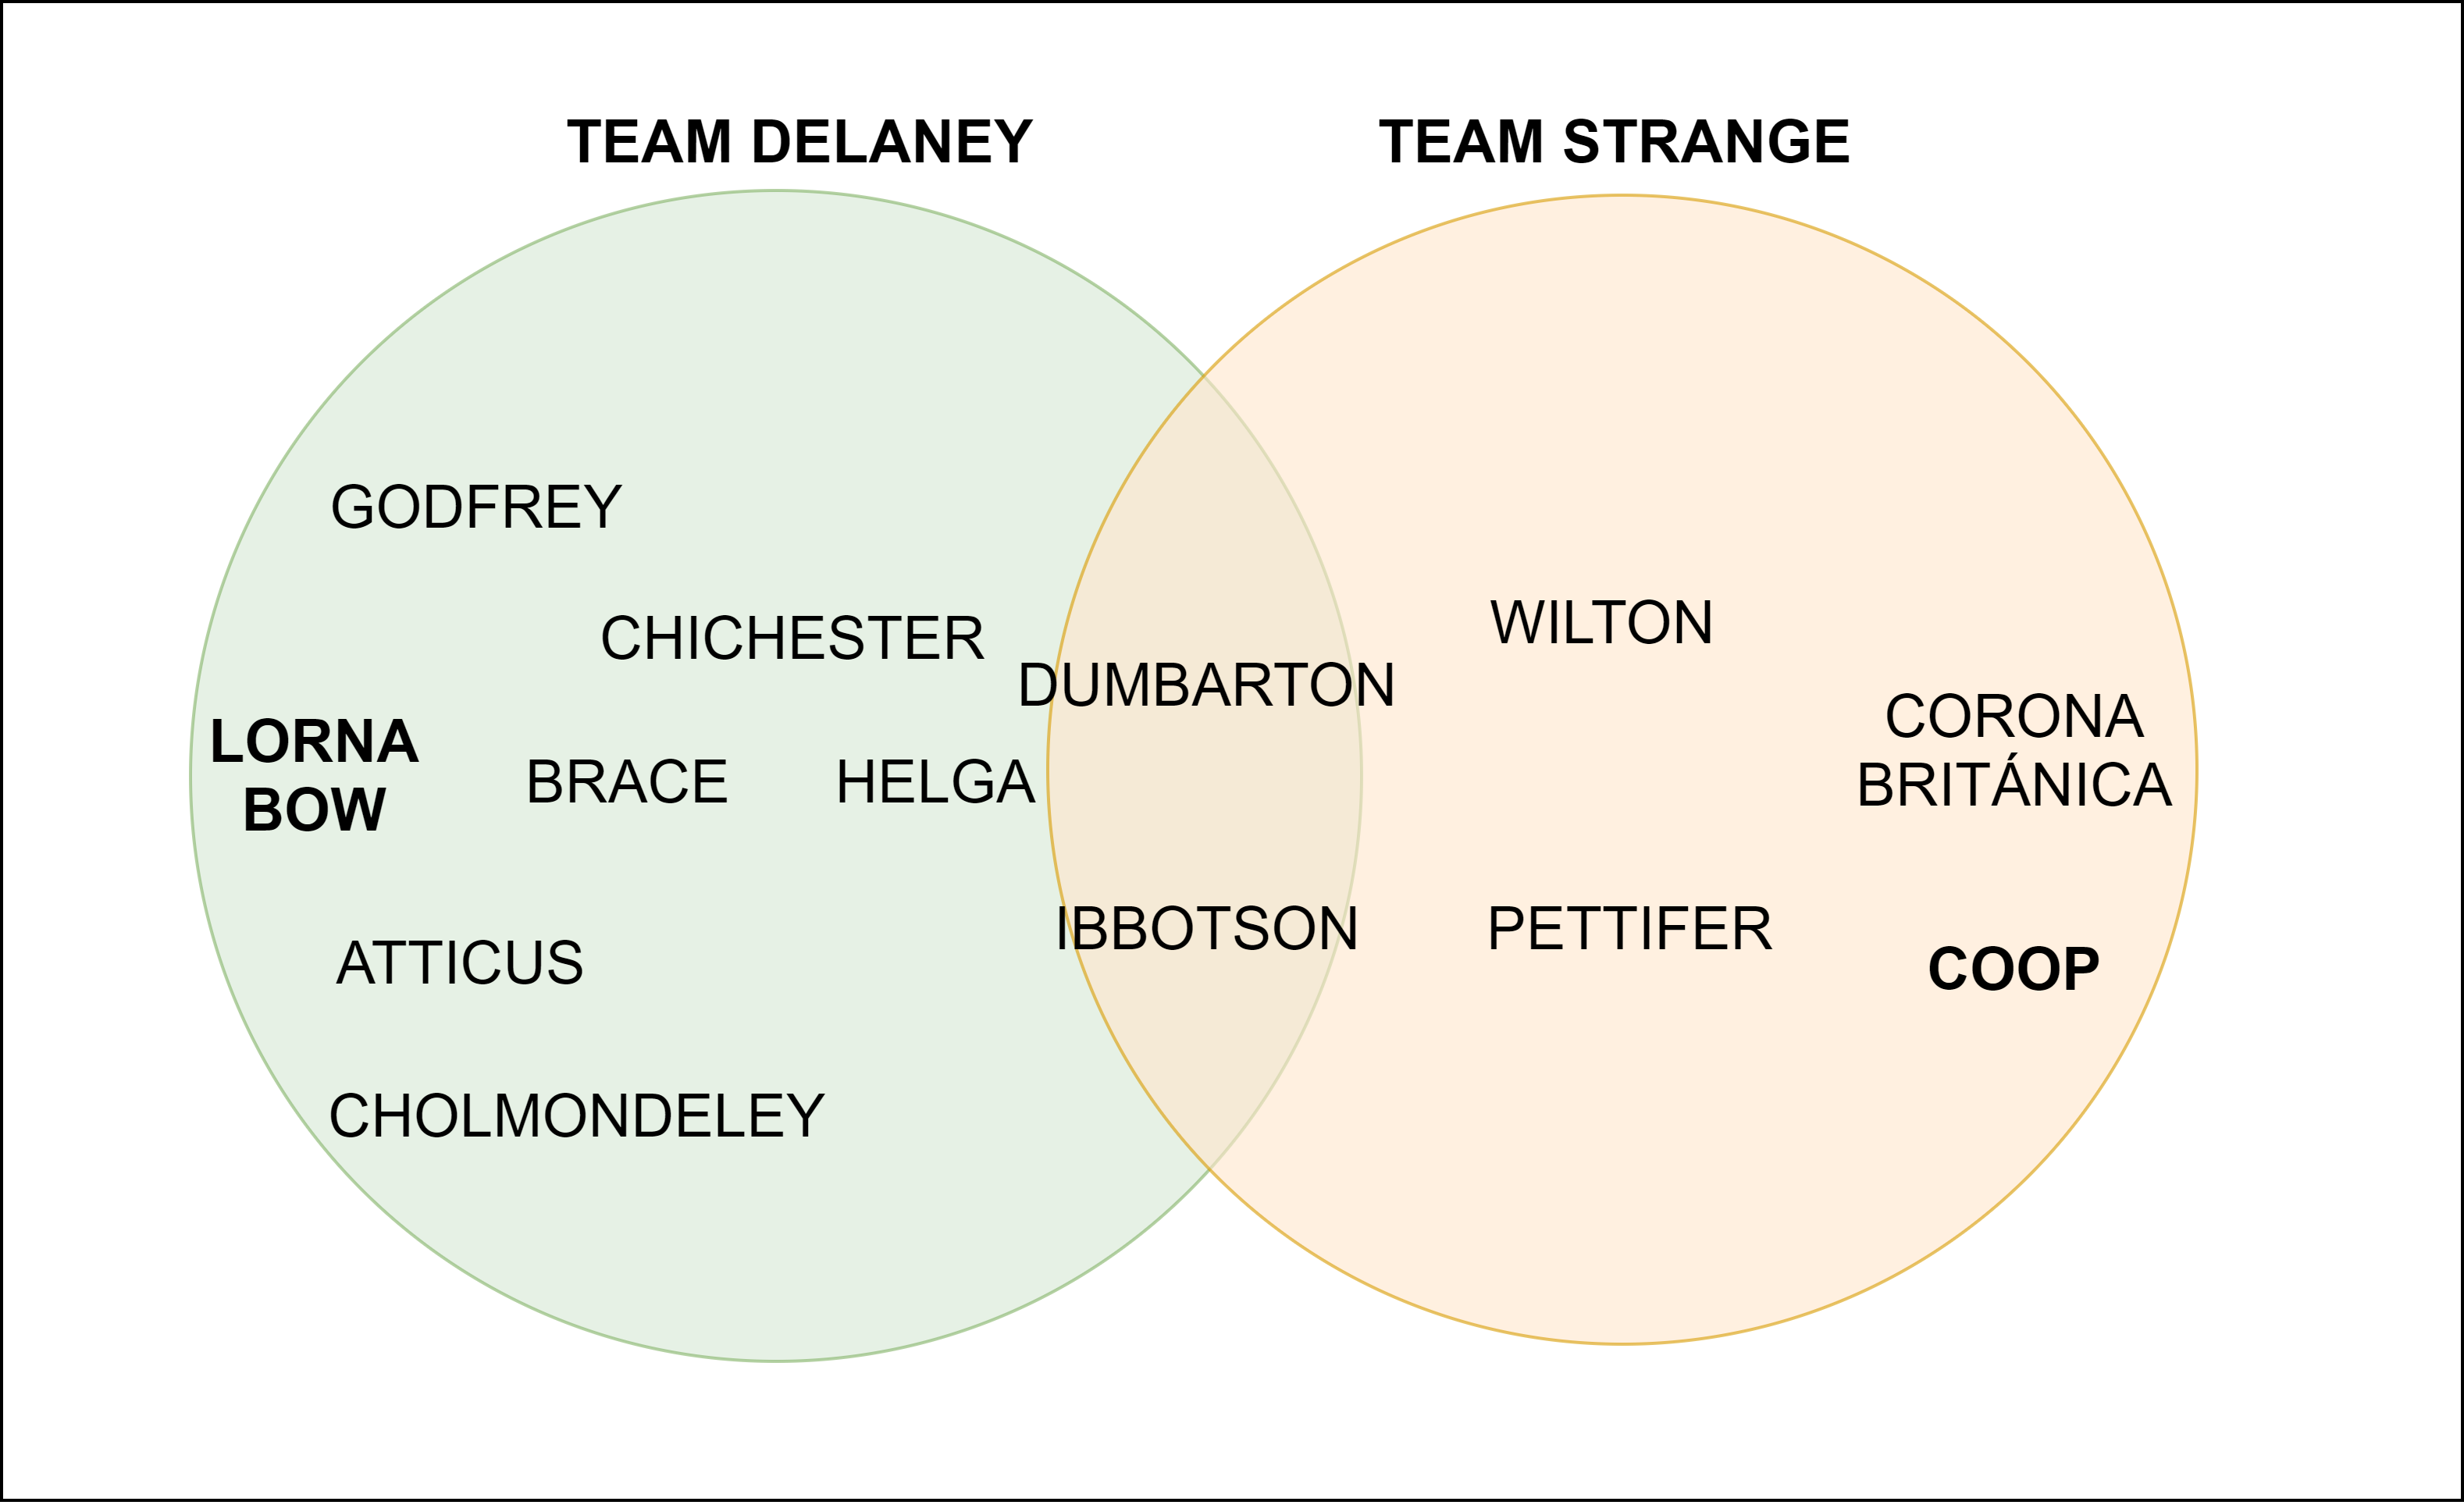 TEAM DELANEY
TEAM STRANGE
GODFREY
CHICHESTER
LORNA
BOW
BRACE
HELGA
ATTICUS
CHOLMONDELEY
DUMBARTON
IBBOTSON
WILTON
CORONA
BRITÁNICA
PETTIFER
COOP